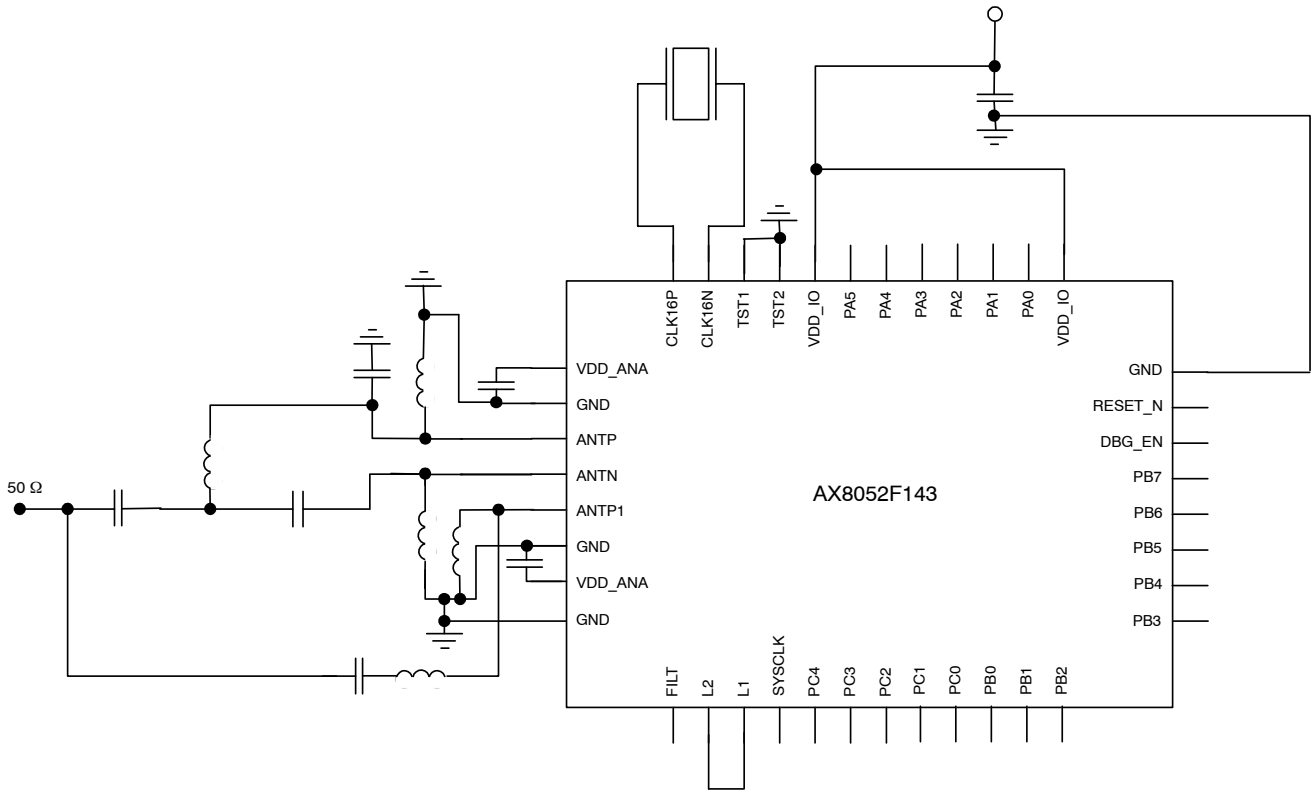 CLK16P
CLK16N
TST1
TST2
VDD_IO
PA5
PA4
PA3
PA2
PA1
PA0
VDD_IO
VDD_ANA
GND
ANTP
ANTN
ANTP1
GND
VDD_ANA
GND
50 Ω
AX8052F143
GND
RESET_N
DBG_EN
PB7
PB6
PB5
PB4
PB3
FILT
L2
L1
SYSCLK
PC4
PC3
PC2
PC1
PC0
PB0
PB1
PB2